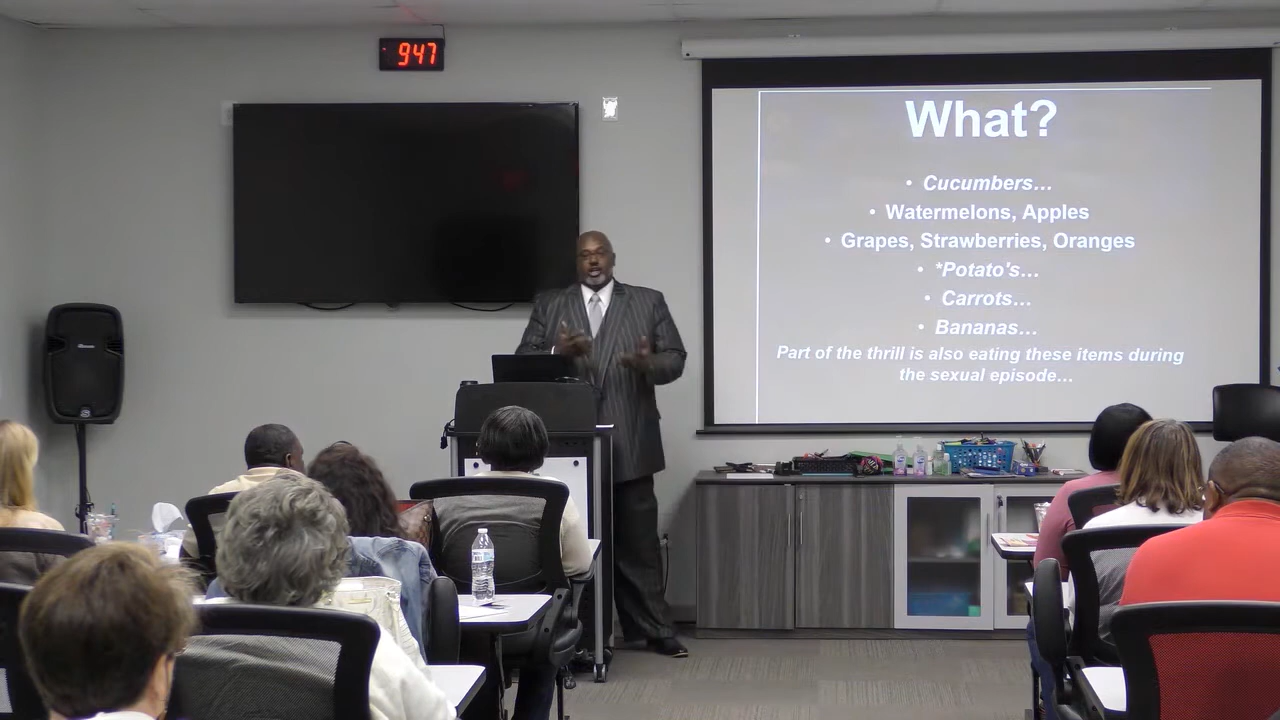 947
What?
• Cucumbers...
• Watermelons, Apples
• Grapes, Strawberries, Oranges
• *Potato's...
• Carrots...
• Bananas...
Part of the thrill is also eating these items during
the sexual episode...